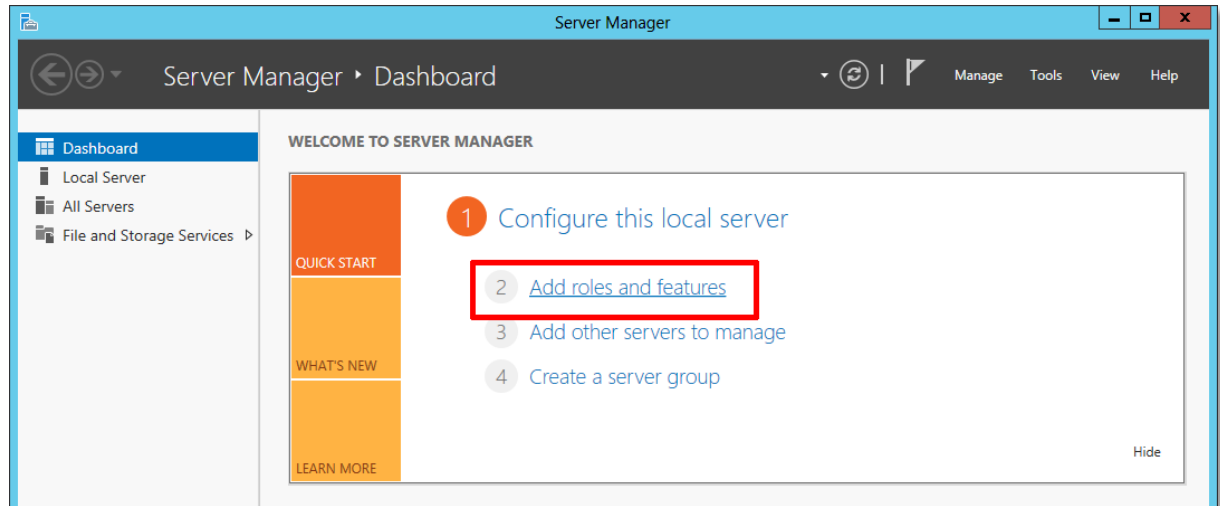 Server Manager
Server Manager ‣ Dashboard
Manage Tools View Help
Dashboard
Local Server
All Servers
File and Storage Services
WELCOME TO SERVER MANAGER
QUICK START
WHAT'S NEW
LEARN MORE
1 Configure this local server
2 Add roles and features
3 Add other servers to manage
4 Create a server group
Hide